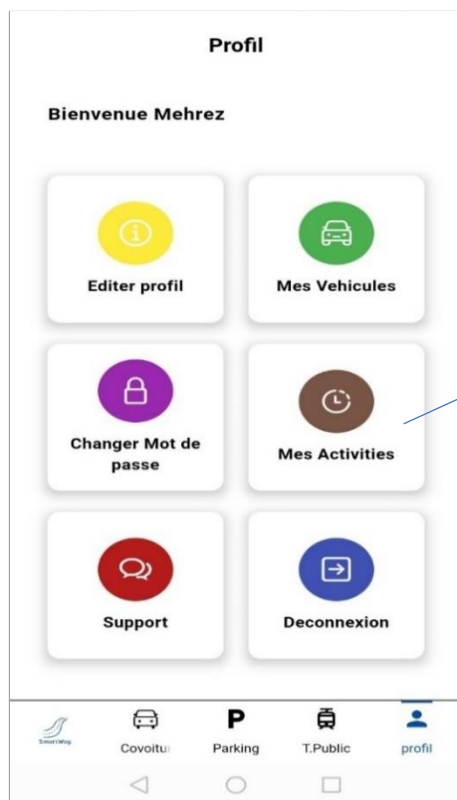 Profil
Bienvenue Mehrez
Editer profil
Mes Vehicules
Changer Mot de
passe
Mes Activities
Support
Deconnexion
SmartWay
Covoitu
P
Parking
T.Public
profil